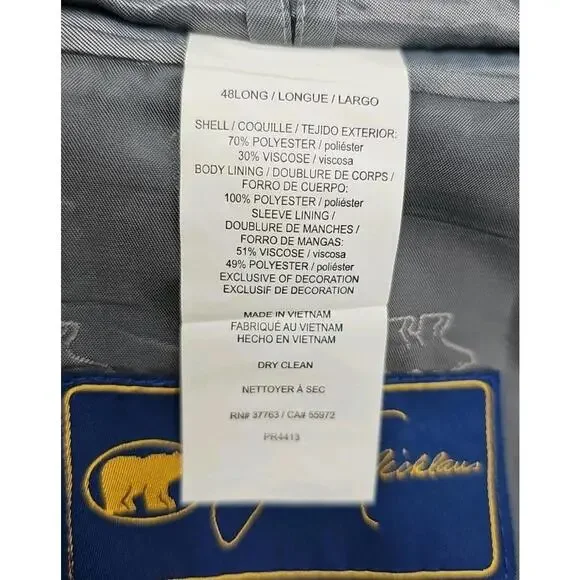 48LONG / LONGUE / LARGO
SHELL / COQUILLE / TEJIDO EXTERIOR:
70% POLYESTER / poliéster
30% VISCOSE / viscosa
BODY LINING / DOUBLURE DE CORPS /
FORRO DE CUERPO:
100% POLYESTER / poliéster
SLEEVE LINING /
DOUBLURE DE MANCHES /
FORRO DE MANGAS:
51% VISCOSE / viscosa
49% POLYESTER / poliéster
EXCLUSIVE OF DECORATION
EXCLUSIF DE DECORATION
MADE IN VIETNAM
FABRIQUÉ AU VIETNAM
HECHO EN VIETNAM
DRY CLEAN
NETTOYER À SEC
RN# 37763 / CA# 55972
PR4413
Nicklaus